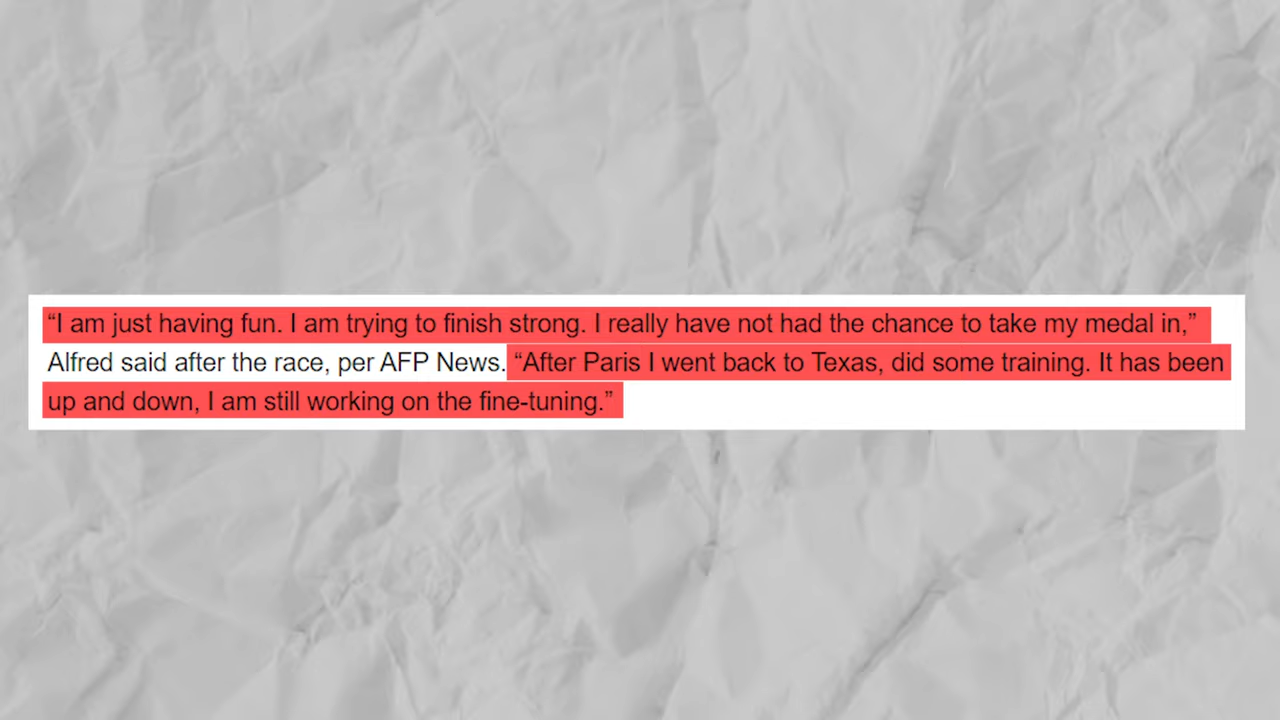 “I am just having fun. I am trying to finish strong. I really have not had the chance to take my medal in,”
Alfred said after the race, per AFP News. “After Paris I went back to Texas, did some training. It has been
up and down, I am still working on the fine-tuning.”